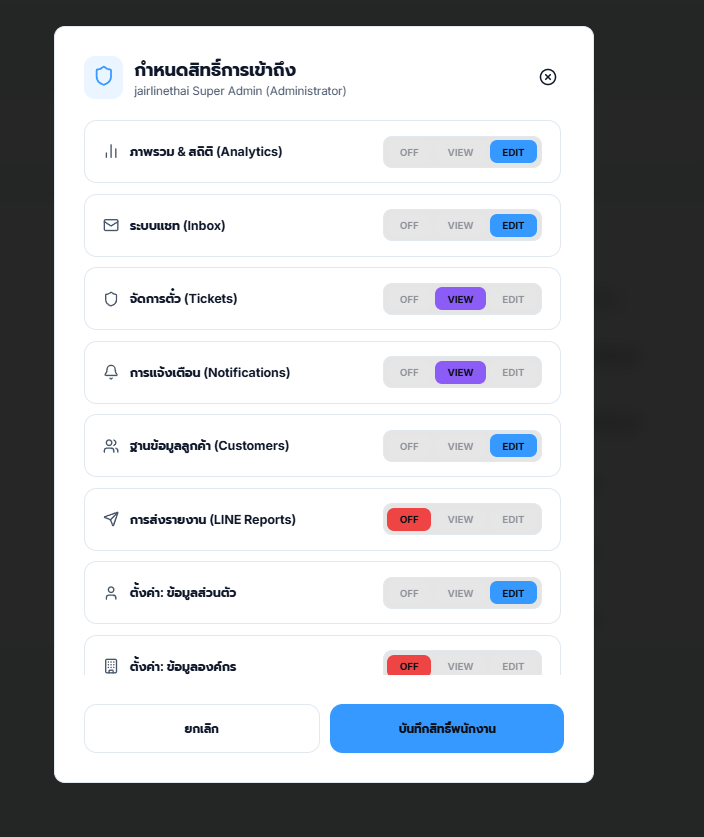 กำหนดสิทธิ์การเข้าถึง
jairlinethai Super Admin (Administrator)
ภาพรวม & สถิติ (Analytics) OFF VIEW EDIT
ระบบแชท (Inbox) OFF VIEW EDIT
จัดการตั๋ว (Tickets) OFF VIEW EDIT
การแจ้งเตือน (Notifications) OFF VIEW EDIT
ฐานข้อมูลลูกค้า (Customers) OFF VIEW EDIT
การส่งรายงาน (LINE Reports) OFF VIEW EDIT
ตั้งค่า: ข้อมูลส่วนตัว OFF VIEW EDIT
ตั้งค่า: ข้อมูลองค์กร OFF VIEW EDIT
ยกเลิก บันทึกสิทธิ์พนักงาน